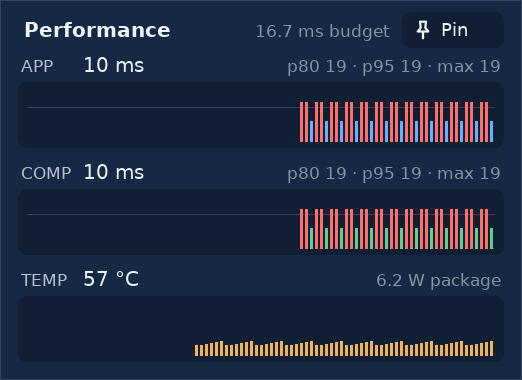 Performance 16.7 ms budget Pin
APP 10 ms p80 19 · p95 19 · max 19
COMP 10 ms p80 19 · p95 19 · max 19
TEMP 57 °C 6.2 W package